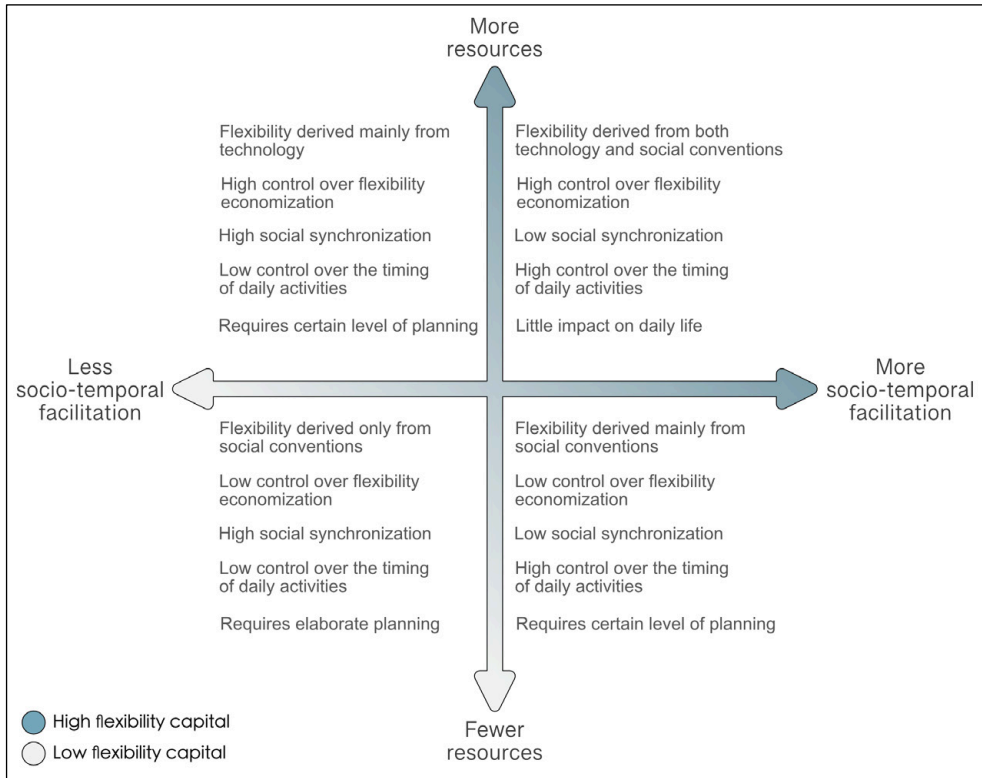 More
resources
Flexibility derived mainly from
technology
High control over flexibility
economization
High social synchronization
Low control over the timing
of daily activities
Requires certain level of planning
Flexibility derived from both
technology and social conventions
High control over flexibility
economization
Low social synchronization
High control over the timing
of daily activities
Little impact on daily life
Less
socio-temporal
facilitation
More
socio-temporal
facilitation
Flexibility derived only from
social conventions
Low control over flexibility
economization
High social synchronization
Low control over the timing
of daily activities
Requires elaborate planning
Flexibility derived mainly from
social conventions
Low control over flexibility
economization
Low social synchronization
High control over the timing
of daily activities
Requires certain level of planning
High flexibility capital
Low flexibility capital
Fewer
resources